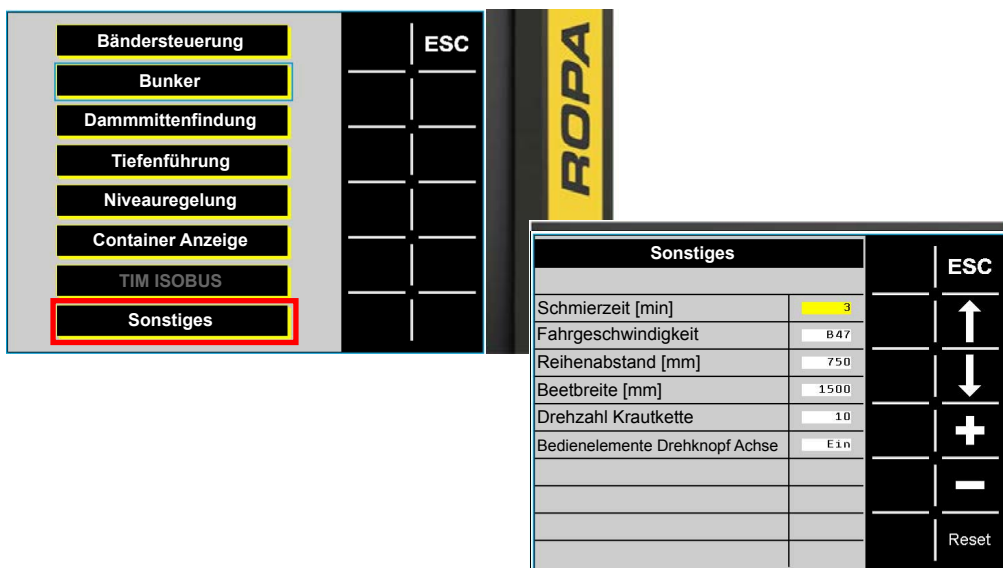 Bändersteuerung
Bunker
Dammmittenfindung
Tiefenführung
Niveauregelung
Container Anzeige
TIM ISOBUS
Sonstiges
ESC
ROPA
Sonstiges
Schmierzeit [min] 3
Fahrgeschwindigkeit B47
Reihenabstand [mm] 750
Beetbreite [mm] 1500
Drehzahl Krautkette 10
Bedienelemente Drehknopf Achse Ein
ESC
Reset